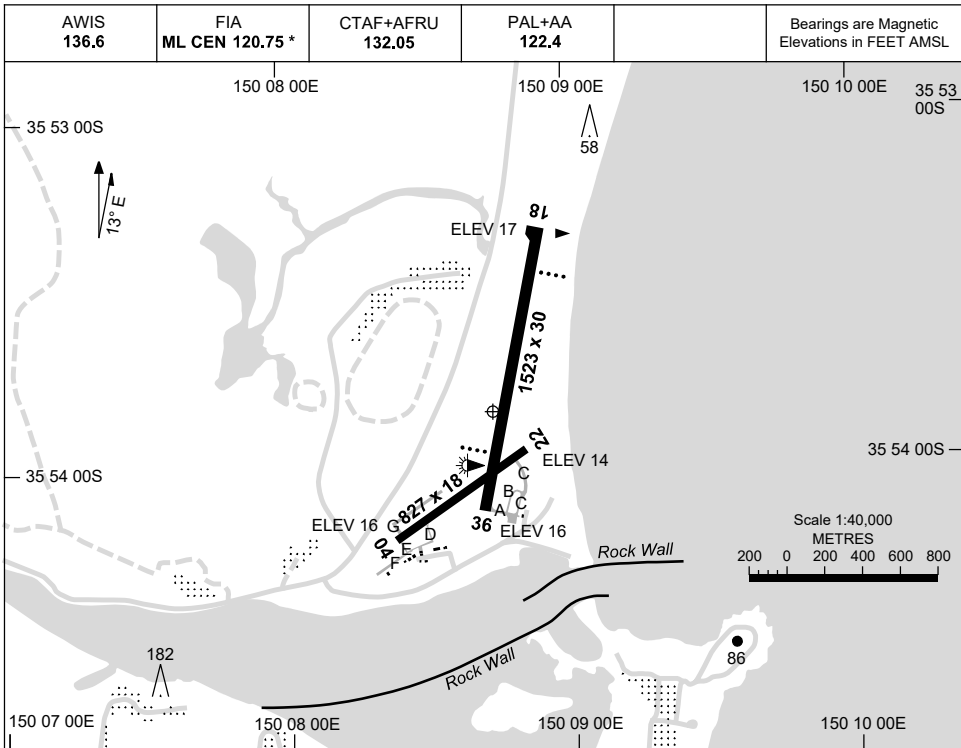 AWIS
136.6
FIA
ML CEN 120.75 *
CTAF+AFRU
132.05
PAL+AA
122.4
Bearings are Magnetic
Elevations in FEET AMSL
150 08 00E
150 09 00E
150 10 00E
35 53
00S
35 53 00S
58
13° E
18
ELEV 17
1523 x 30
22
35 54 00S
ELEV 14
35 54 00S
C
827 x 18
B
C
A
G
ELEV 16
D
36
ELEV 16
04
E
F
Scale 1:40,000
METRES
200 0 200 400 600 800
Rock Wall
Rock Wall
182
86
150 07 00E
150 08 00E
150 09 00E
150 10 00E